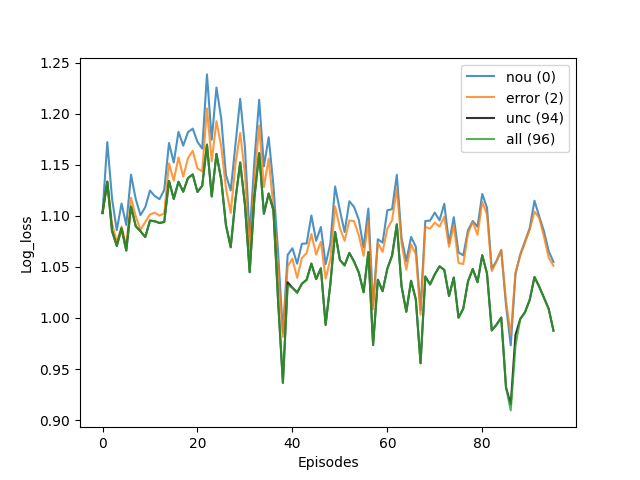 1.25
1.20
1.15
1.10
1.05
1.00
0.95
0.90
Log_loss
0
20
40
60
80
Episodes
nou (0)
error (2)
unc (94)
all (96)